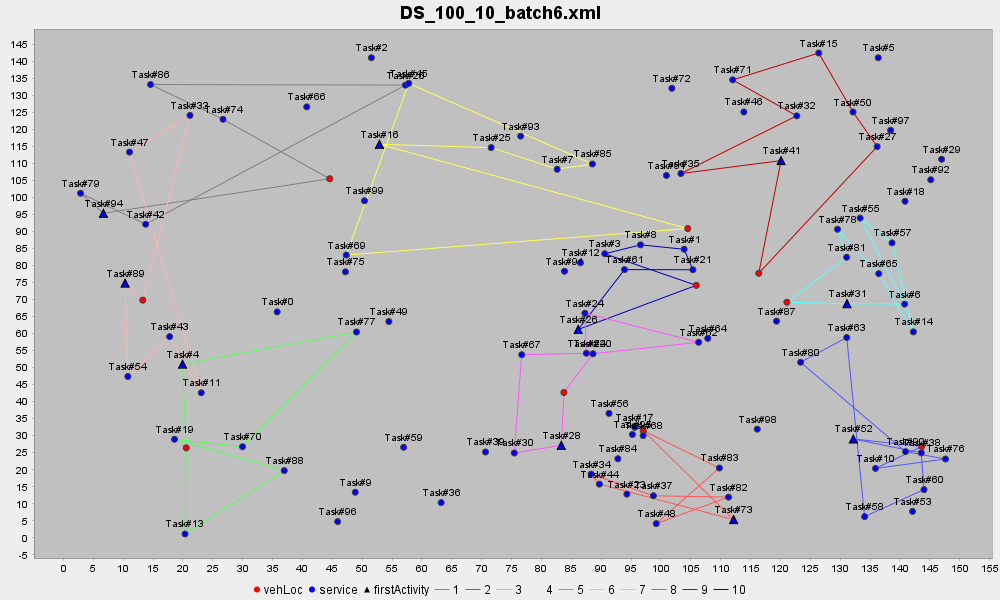 DS_100_10_batch6.xml
145
140
135
130
125
120
115
110
105
100
95
90
85
80
75
70
65
60
55
50
45
40
35
30
25
20
15
10
5
0
-5
Task#15
Task#2
Task#5
Task#86
Task#45
Task#71
Task#72
Task#66
Task#33
Task#74
Task#46
Task#32
Task#50
Task#93
Task#97
Task#47
Task#16
Task#25
Task#27
Task#7
Task#85
Task#35
Task#41
Task#29
Task#92
Task#79
Task#94
Task#99
Task#18
Task#42
Task#55
Task#78
Task#8
Task#3
Task#1
Task#57
Task#69
Task#12
Task#81
Task#75
Task#61
Task#21
Task#65
Task#89
Task#0
Task#24
Task#31
Task#6
Task#43
Task#77
Task#49
Task#26
Task#87
Task#14
Task#64
Task#62
Task#63
Task#4
Task#67
Task#80
Task#54
Task#11
Task#56
Task#17
Task#68
Task#98
Task#19
Task#70
Task#59
Task#30
Task#28
Task#52
Task#38
Task#76
Task#88
Task#84
Task#83
Task#10
Task#34
Task#44
Task#9
Task#37
Task#82
Task#60
Task#36
Task#96
Task#48
Task#73
Task#58
Task#53
Task#13
0 5 10 15 20 25 30 35 40 45 50 55 60 65 70 75 80 85 90 95 100 105 110 115 120 125 130 135 140 145 150 155
vehLoc service firstActivity 1 2 3 4 5 6 7 8 9 10